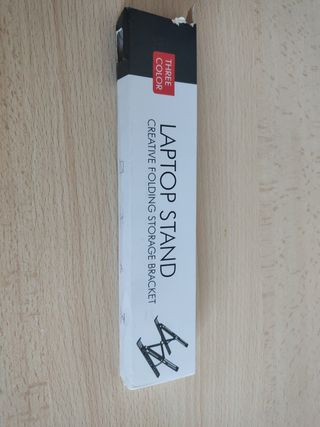 THREE
COLOR
LAPTOP STAND
CREATIVE FOLDING STORAGE BRACKET